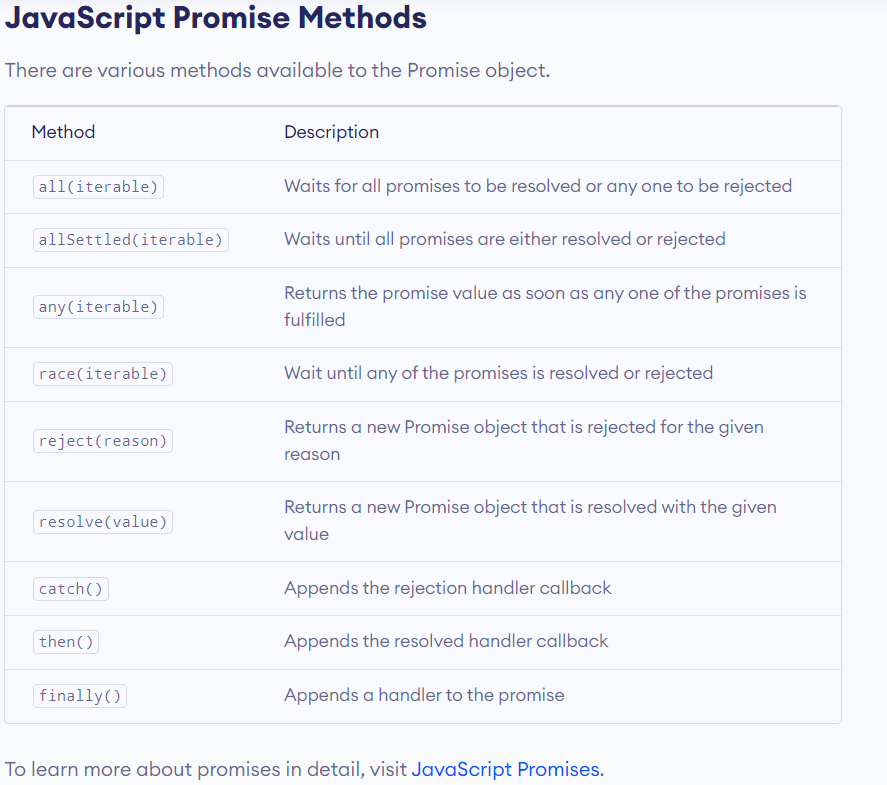 JavaScript Promise Methods
There are various methods available to the Promise object.
Method Description
all(iterable) Waits for all promises to be resolved or any one to be rejected
allSettled(iterable) Waits until all promises are either resolved or rejected
any(iterable) Returns the promise value as soon as any one of the promises is
fulfilled
race(iterable) Wait until any of the promises is resolved or rejected
reject(reason) Returns a new Promise object that is rejected for the given
reason
resolve(value) Returns a new Promise object that is resolved with the given
value
catch() Appends the rejection handler callback
then() Appends the resolved handler callback
finally() Appends a handler to the promise
To learn more about promises in detail, visit JavaScript Promises.